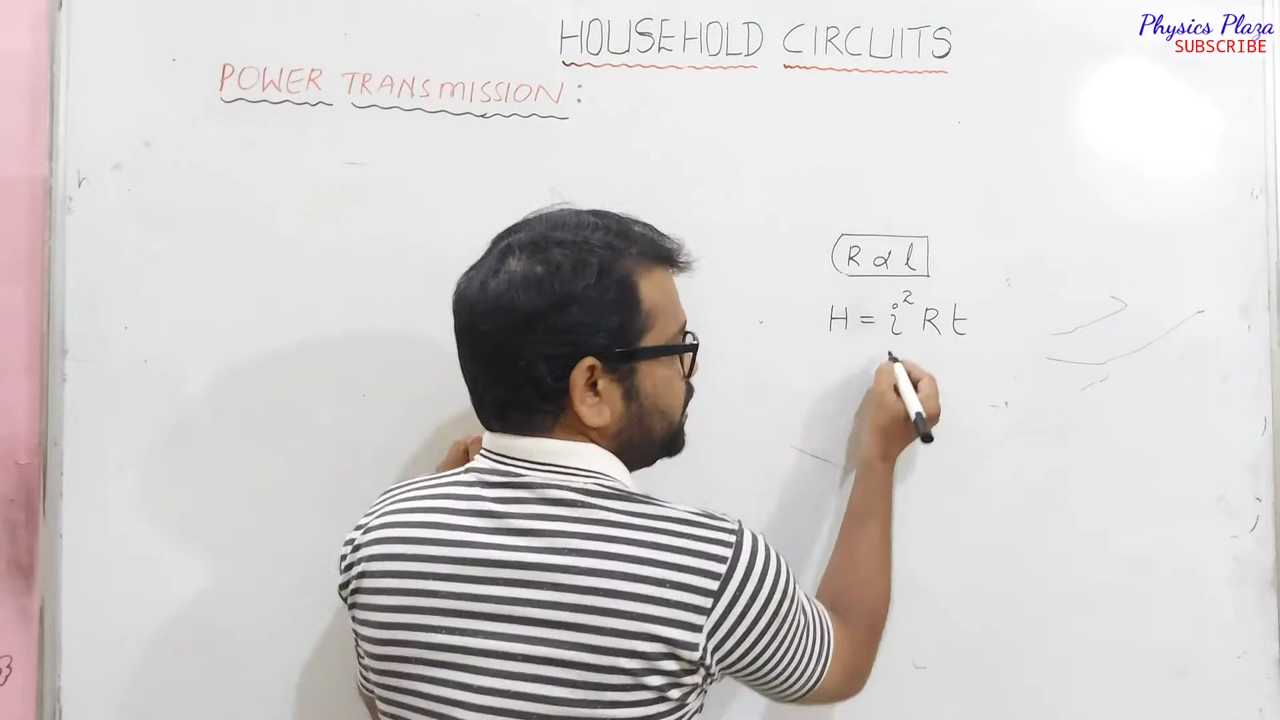 Physics Plaza
SUBSCRIBE
HOUSEHOLD CIRCUITS
POWER TRANSMISSION:
R α l
H = i² R t